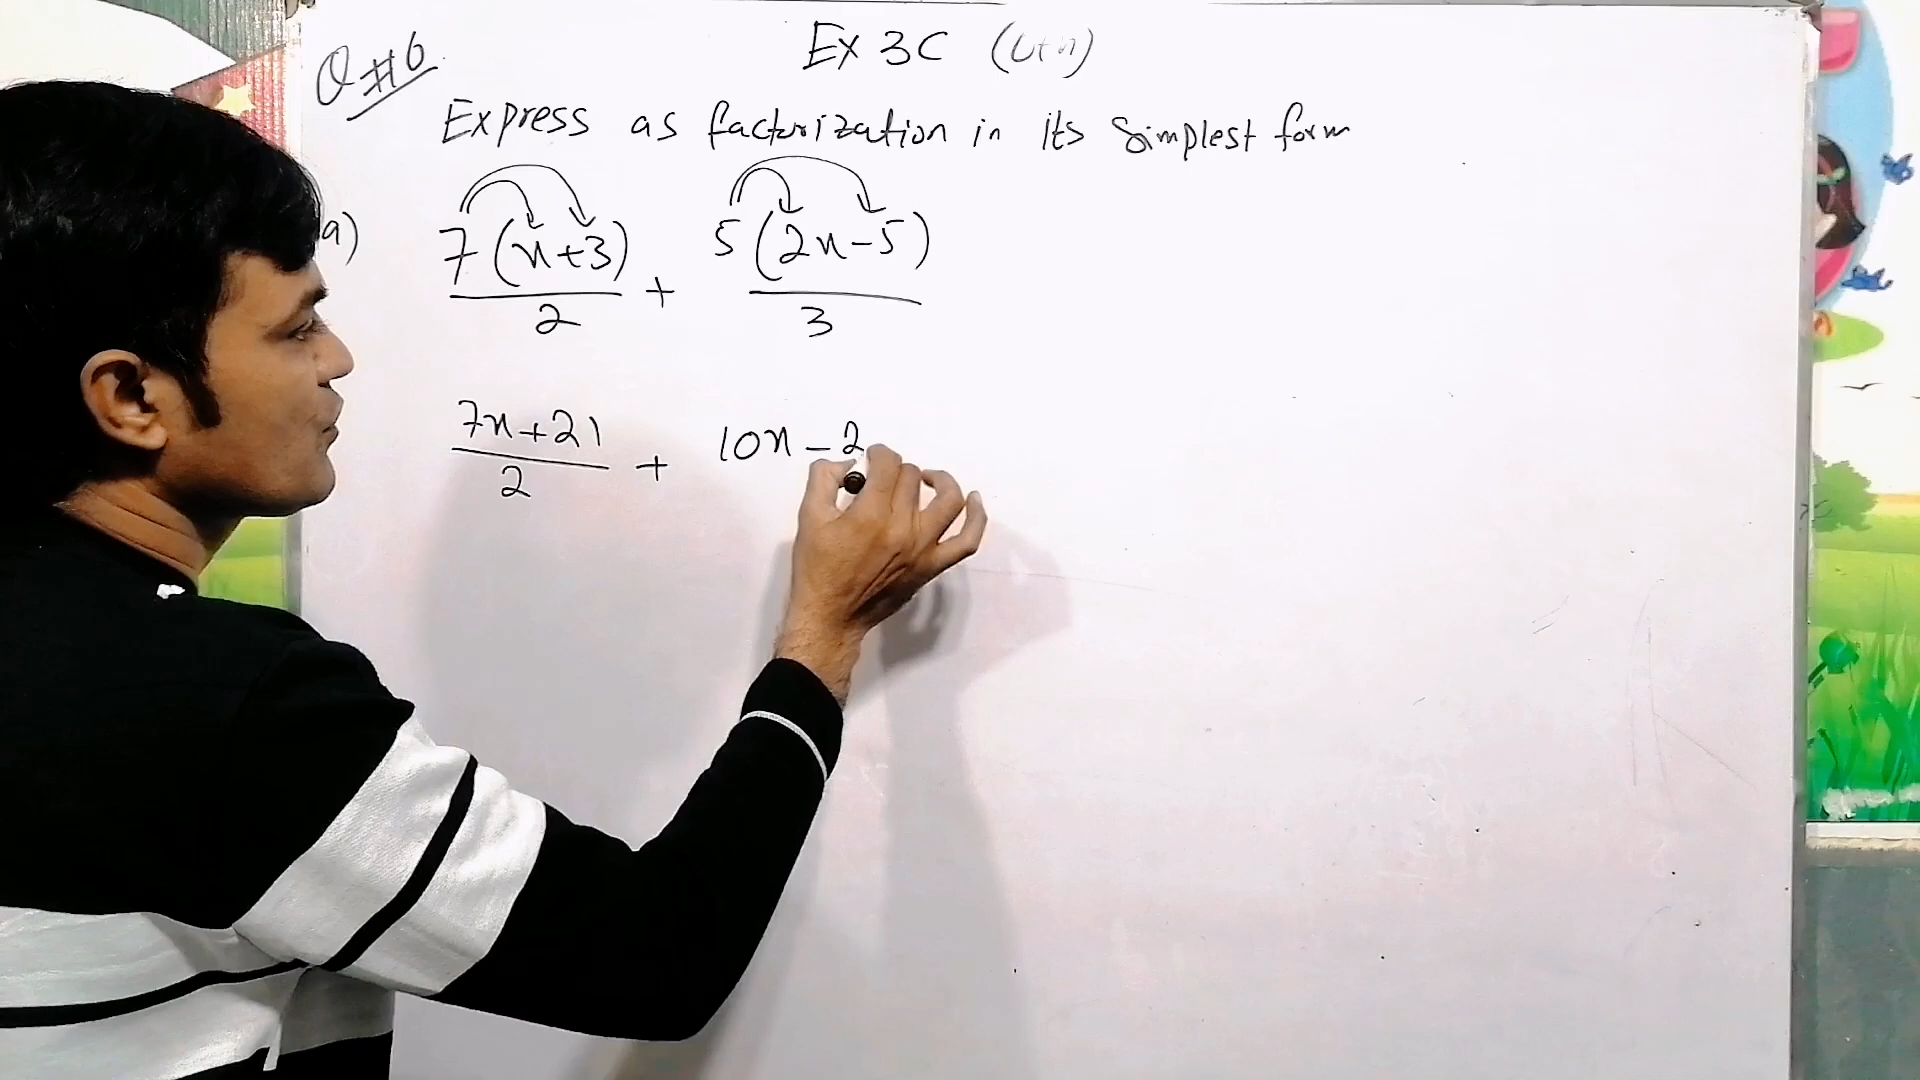 Q#6
Ex 3C (6th)
Express as factorization in its simplest form
a) 7(x+3)/2 + 5(2x-5)/3
7x+21/2 + 10x-2